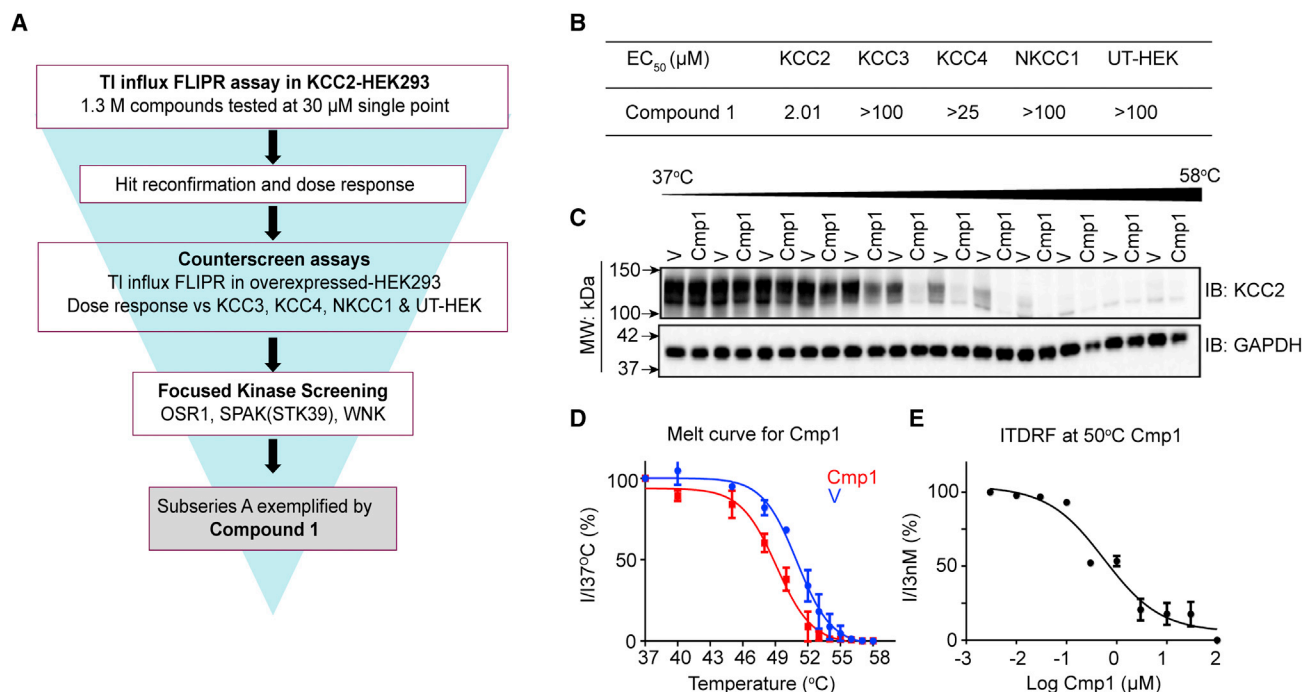 A
Tl influx FLIPR assay in KCC2-HEK293
1.3 M compounds tested at 30 µM single point
Hit reconfirmation and dose response
Counterscreen assays
Tl influx FLIPR in overexpressed-HEK293
Dose response vs KCC3, KCC4, NKCC1 & UT-HEK
Focused Kinase Screening
OSR1, SPAK(STK39), WNK
Subseries A exemplified by
Compound 1
B
EC50 (µM) KCC2 KCC3 KCC4 NKCC1 UT-HEK
Compound 1 2.01 >100 >25 >100 >100
37°C 58°C
C
V Cmp1 V Cmp1 V Cmp1 V Cmp1 V Cmp1 V Cmp1 V Cmp1 V Cmp1 V Cmp1 V Cmp1 V Cmp1 V Cmp1
MW: kDa
150
100
IB: KCC2
42
37
IB: GAPDH
D
Melt curve for Cmp1
Cmp1
V
I/I37°C (%)
100
50
0
37 40 43 46 49 52 55 58
Temperature (°C)
E
ITDRF at 50°C Cmp1
I/I3nM (%)
100
50
0
-3 -2 -1 0 1 2
Log Cmp1 (µM)